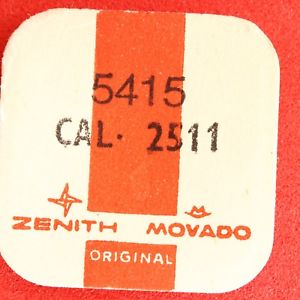 5415
CAL. 2511
ZENITH MOVADO
ORIGINAL